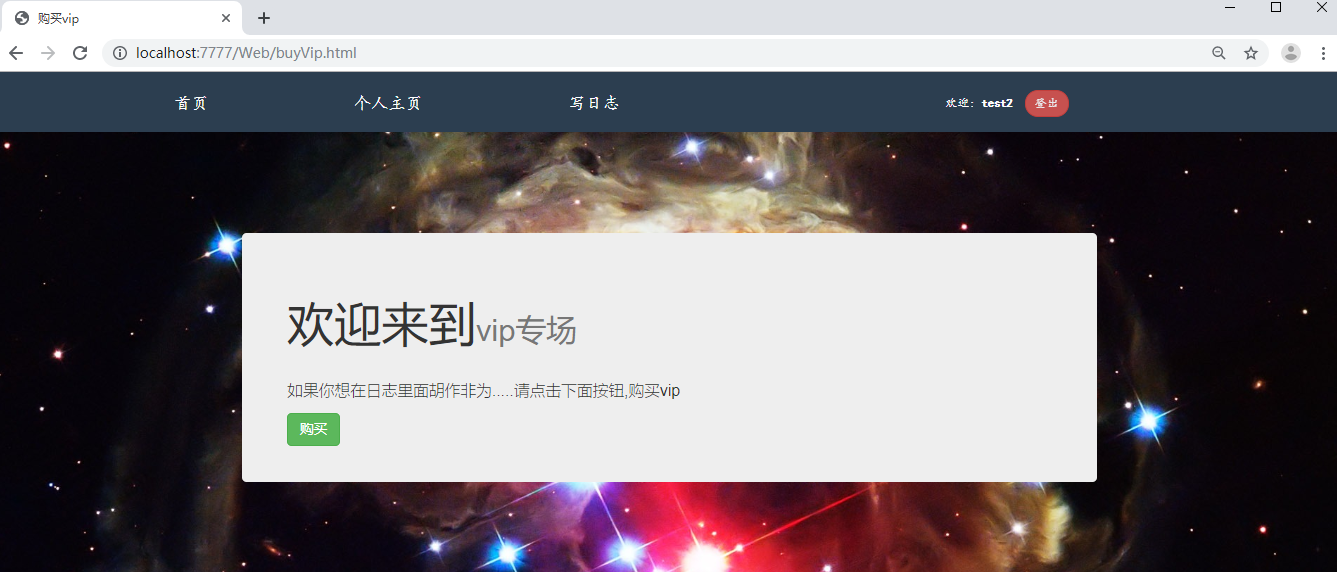 购买vip
localhost:7777/Web/buyVip.html
首页 个人主页 写日志 欢迎：test2 登出
欢迎来到vip专场
如果你想在日志里面胡作非为.....请点击下面按钮,购买vip
购买